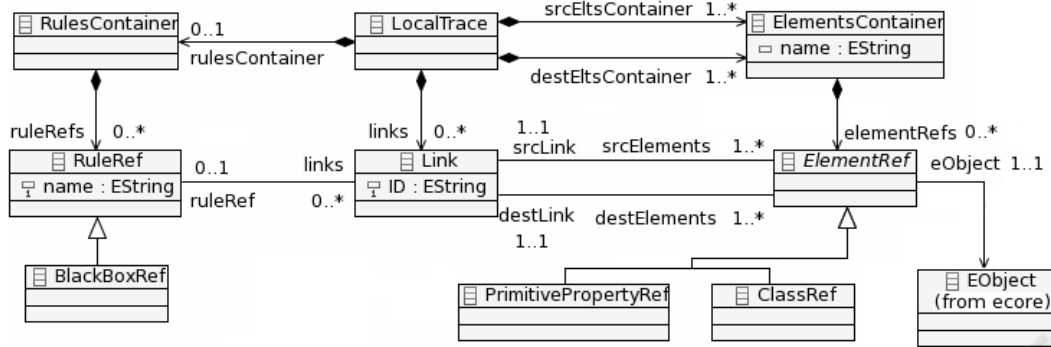 RulesContainer
0..1
rulesContainer
LocalTrace
srcEltsContainer 1..*
destEltsContainer 1..*
ElementsContainer
name : EString
ruleRefs 0..*
links 0..*
elementRefs 0..*
RuleRef
name : EString
0..1
ruleRef
links
0..*
Link
ID : EString
1..1
srcLink
srcElements 1..*
destLink
1..1
destElements 1..*
ElementRef
eObject 1..1
BlackBoxRef
PrimitivePropertyRef
ClassRef
EObject
(from ecore)